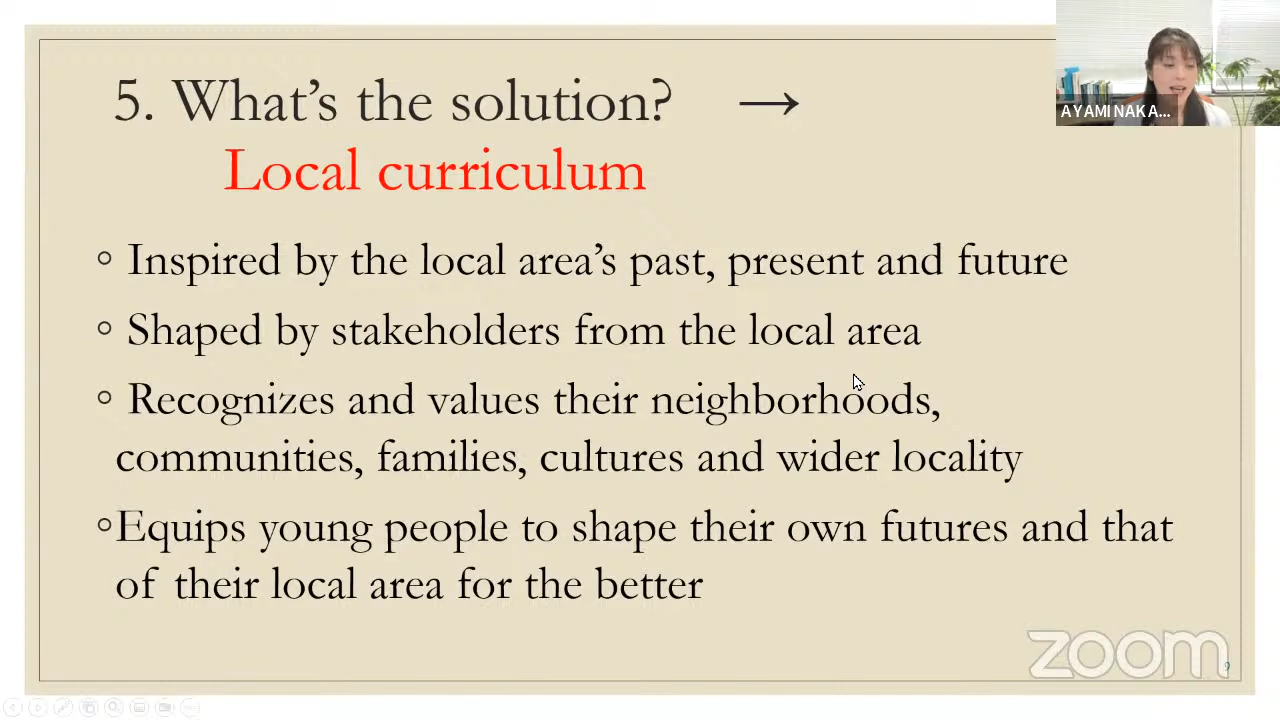 5. What’s the solution? →
Local curriculum
AYAMI NAKA...
◦ Inspired by the local area’s past, present and future
◦ Shaped by stakeholders from the local area
◦ Recognizes and values their neighborhoods,
communities, families, cultures and wider locality
◦Equips young people to shape their own futures and that
of their local area for the better
zoom
9